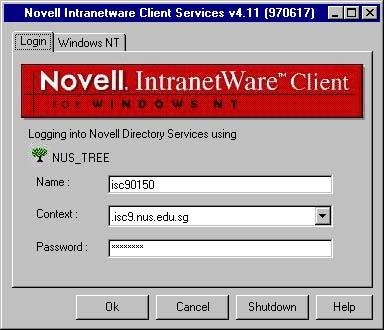 Novell Intranetware Client Services v4.11 (970617)
Login Windows NT
Novell. IntranetWare™ Client
FOR WINDOWS NT
Logging into Novell Directory Services using
NUS_TREE
Name : isc90150
Context : .isc9.nus.edu.sg
Password : ********
Ok Cancel Shutdown Help